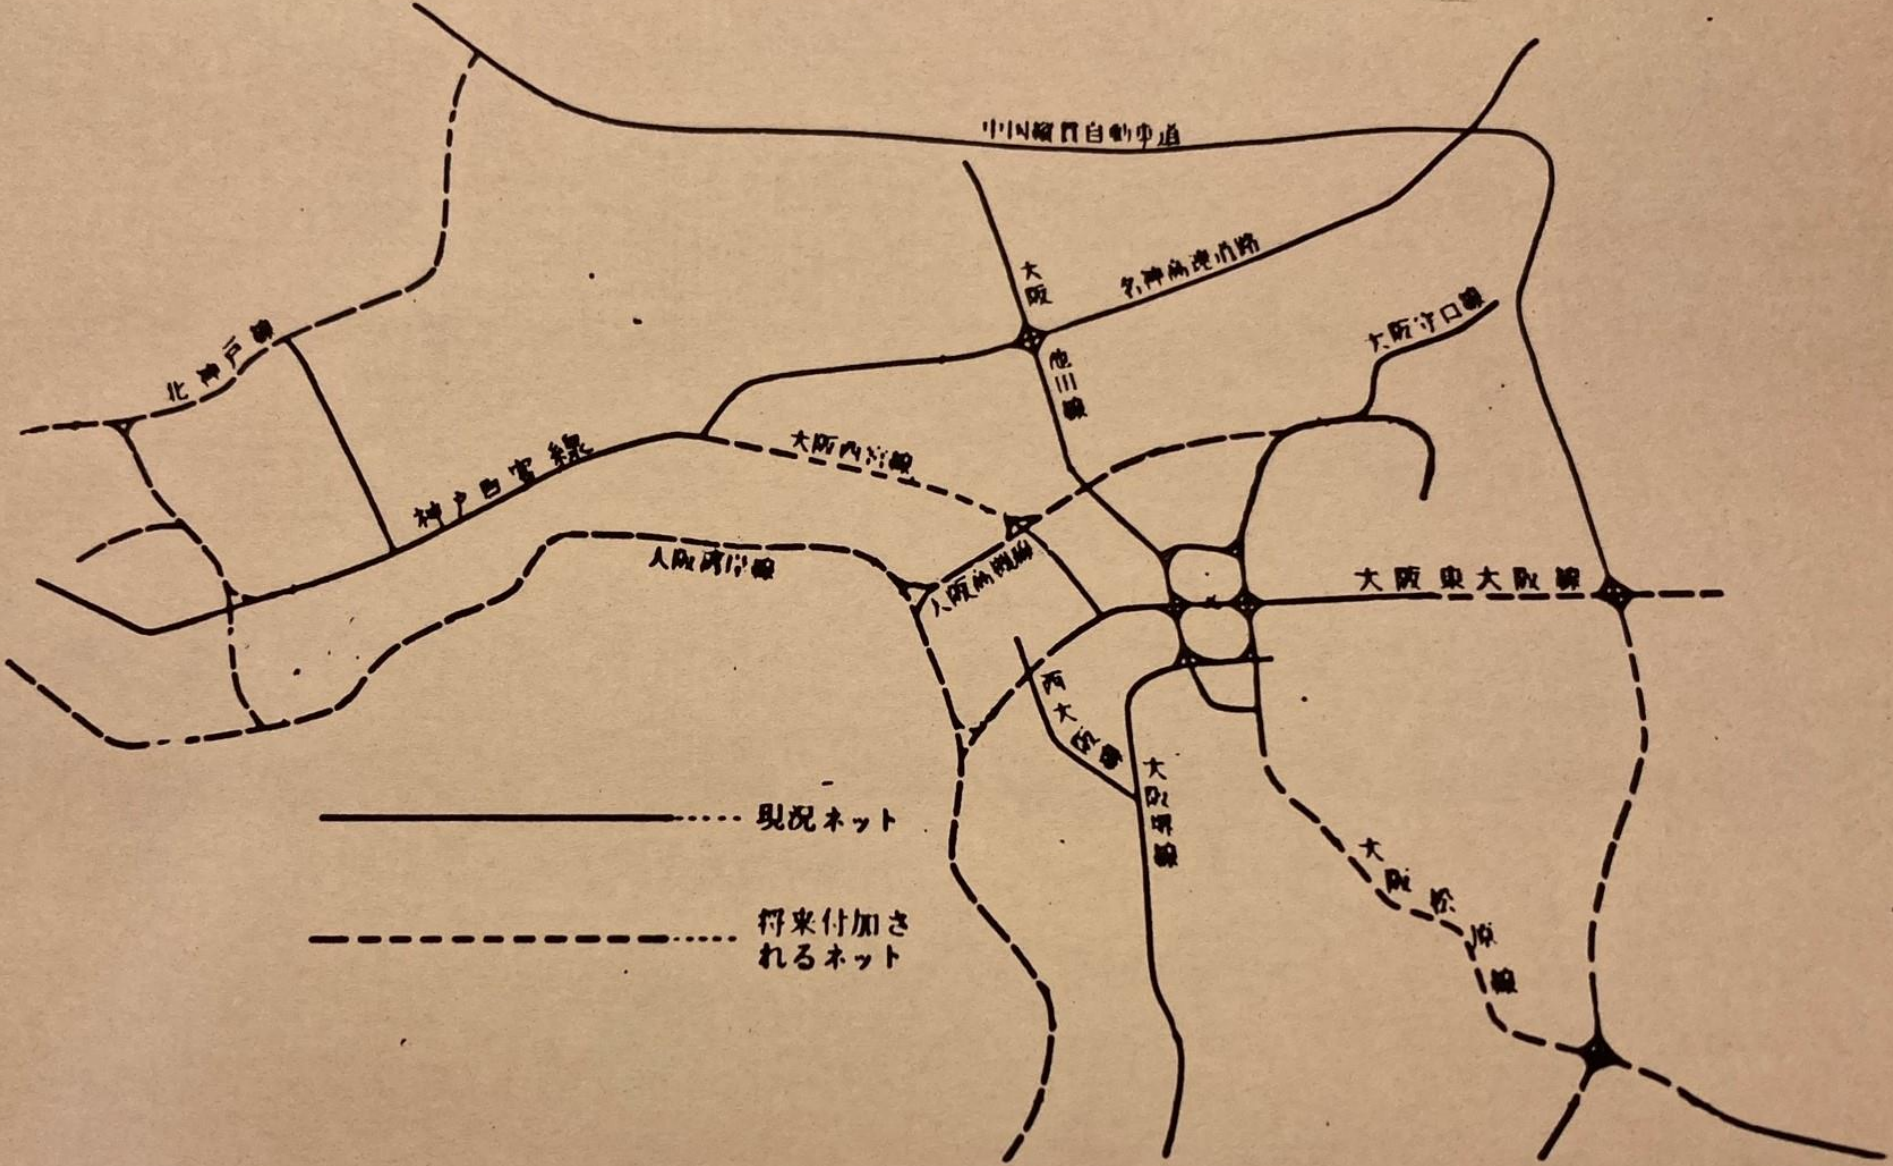 中国縦貫自動車道
名神高速道路
大阪
池田線
大阪守口線
北神戸線
神戸西宮線
大阪西宮線
大阪湾岸線
大阪東大阪線
西大阪線
大阪堺線
大阪松原線
現況ネット
将来付加さ
れるネット